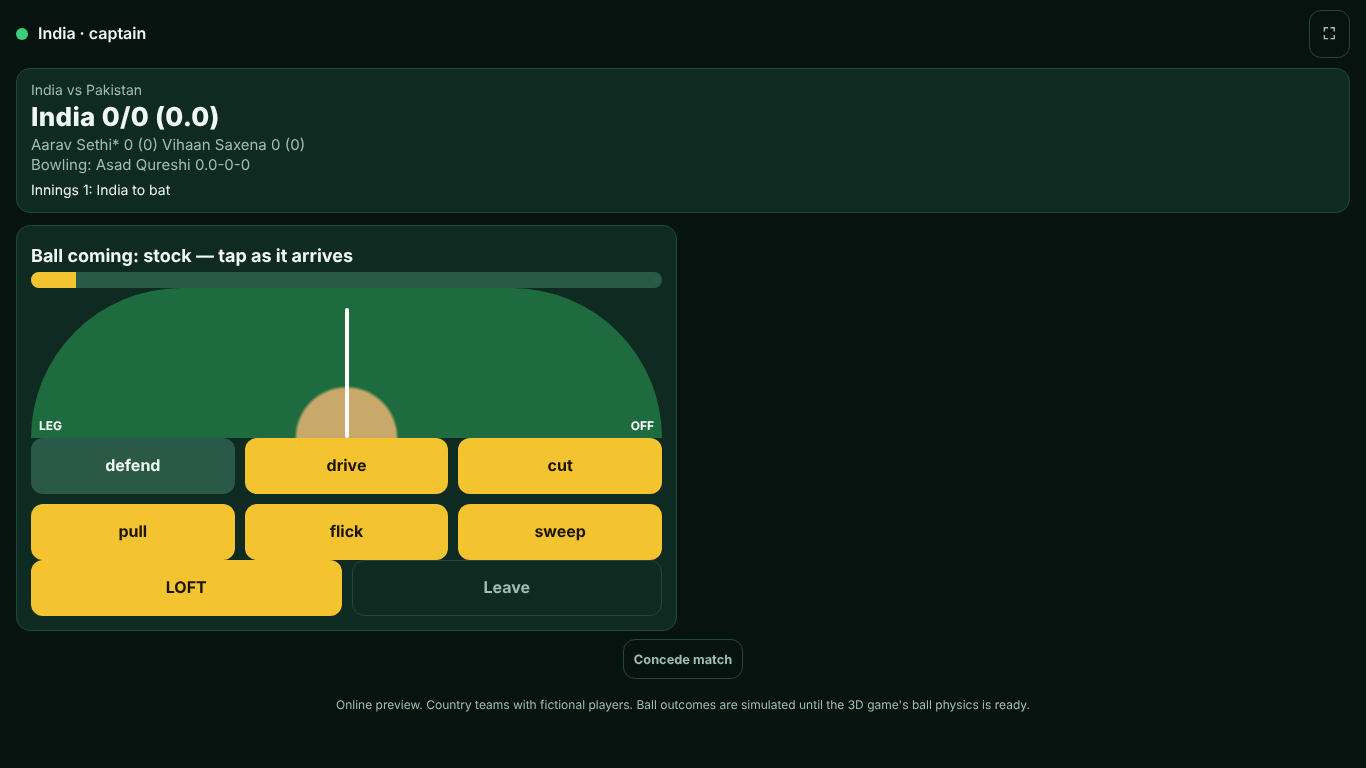 India · captain
India vs Pakistan
India 0/0 (0.0)
Aarav Sethi* 0 (0) Vihaan Saxena 0 (0)
Bowling: Asad Qureshi 0.0-0-0
Innings 1: India to bat
Ball coming: stock — tap as it arrives
LEG OFF
defend drive cut
pull flick sweep
LOFT Leave
Concede match
Online preview. Country teams with fictional players. Ball outcomes are simulated until the 3D game's ball physics is ready.